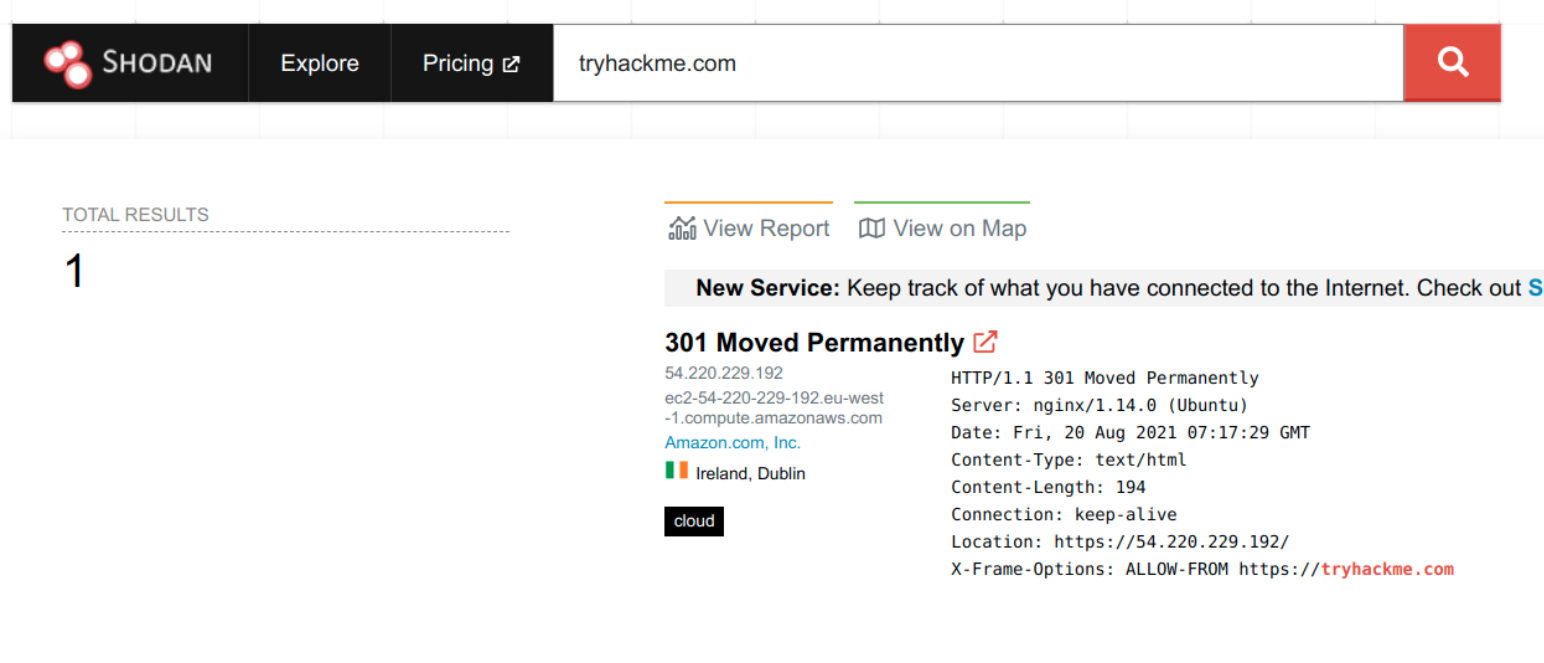 SHODAN Explore Pricing tryhackme.com
TOTAL RESULTS
1
View Report View on Map
New Service: Keep track of what you have connected to the Internet. Check out S
301 Moved Permanently
54.220.229.192
ec2-54-220-229-192.eu-west
-1.compute.amazonaws.com
Amazon.com, Inc.
Ireland, Dublin
cloud
HTTP/1.1 301 Moved Permanently
Server: nginx/1.14.0 (Ubuntu)
Date: Fri, 20 Aug 2021 07:17:29 GMT
Content-Type: text/html
Content-Length: 194
Connection: keep-alive
Location: https://54.220.229.192/
X-Frame-Options: ALLOW-FROM https://tryhackme.com